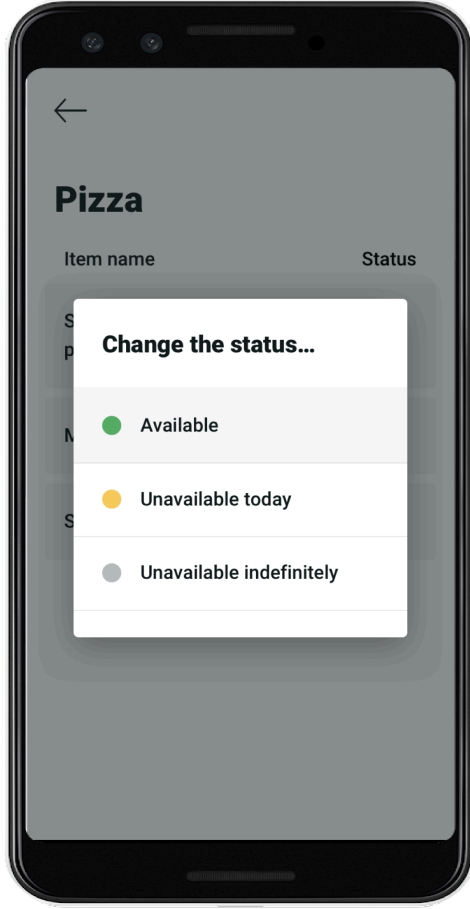 Pizza
Item name Status
Change the status...
Available
Unavailable today
Unavailable indefinitely